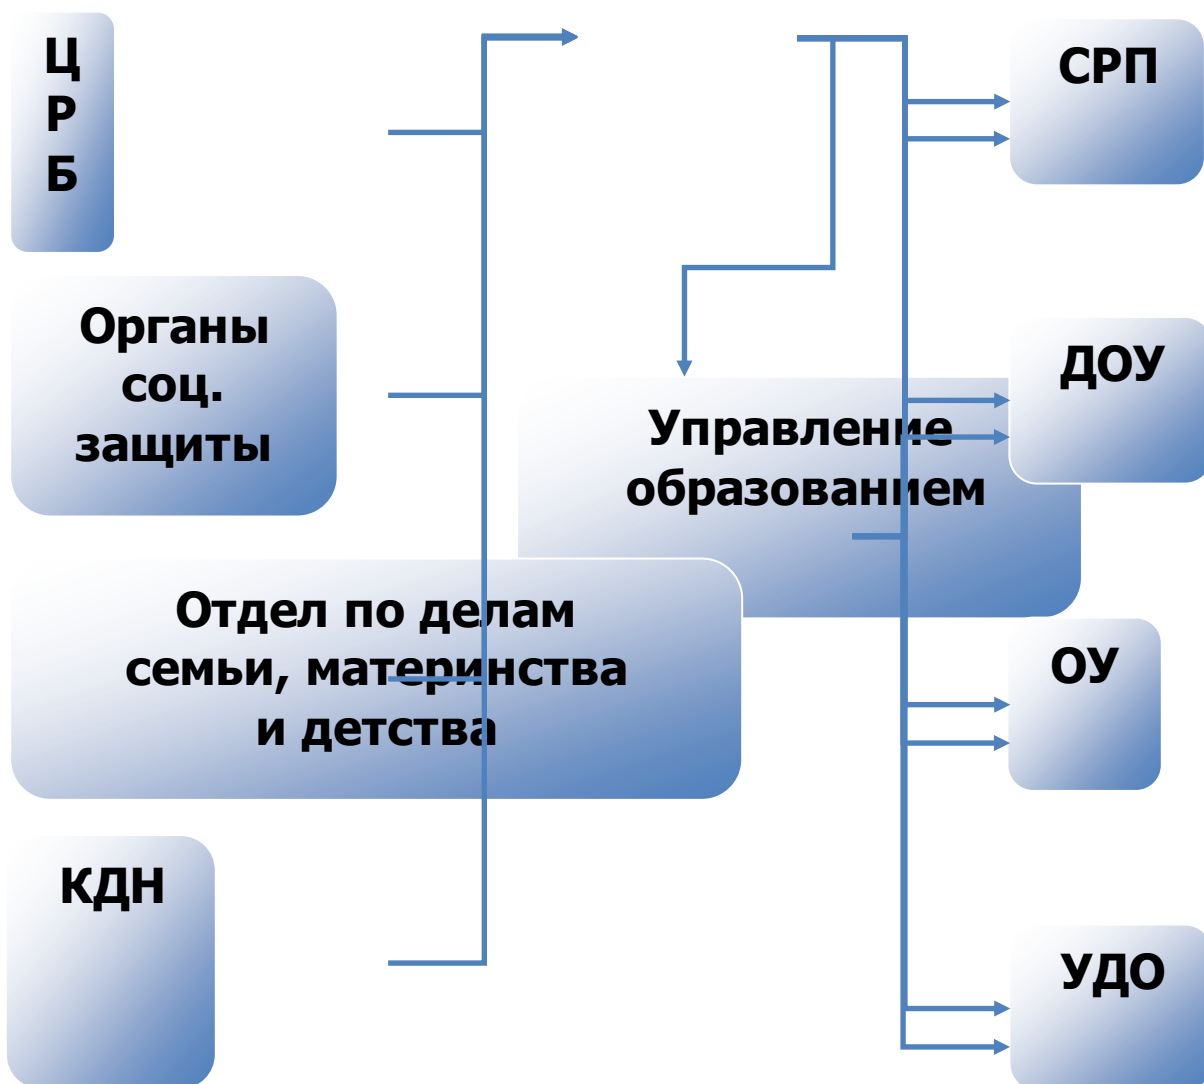 Ц
Р
Б
СРП
Органы
соц.
защиты
ДОУ
Управление
образованием
Отдел по делам
семьи, материнства
и детства
ОУ
КДН
УДО